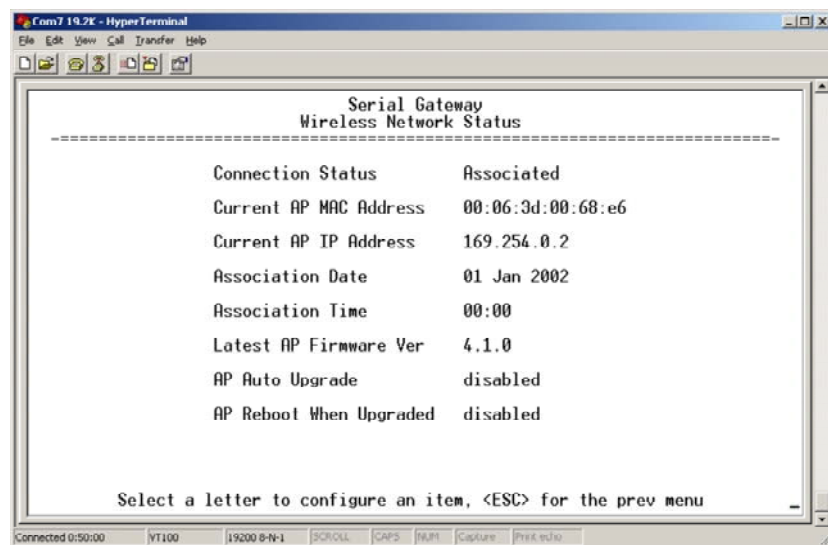 Com7 19.2K - HyperTerminal
File Edit View Call Transfer Help
Serial Gateway
Wireless Network Status
-==========================================================================-
Connection Status Associated
Current AP MAC Address 00:06:3d:00:68:e6
Current AP IP Address 169.254.0.2
Association Date 01 Jan 2002
Association Time 00:00
Latest AP Firmware Ver 4.1.0
AP Auto Upgrade disabled
AP Reboot When Upgraded disabled
Select a letter to configure an item, <ESC> for the prev menu _
Connected 0:50:00 VT100 19200 8-N-1 SCROLL CAPS NUM Capture Print echo